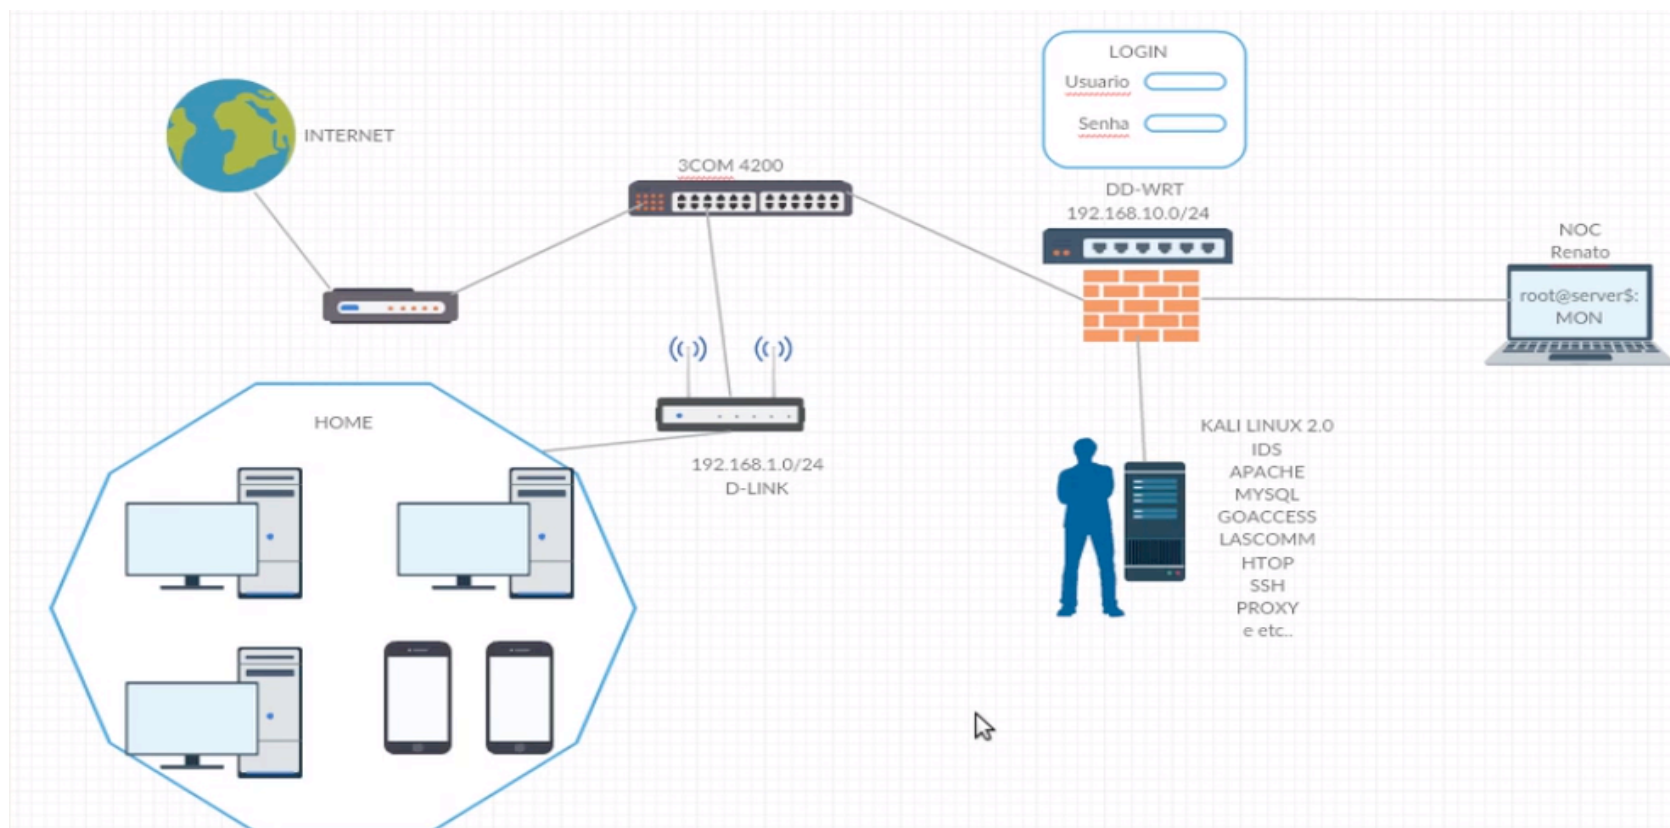 INTERNET
3COM 4200
LOGIN
Usuario
Senha
DD-WRT
192.168.10.0/24
NOC
Renato
root@server$:
MON
HOME
192.168.1.0/24
D-LINK
KALI LINUX 2.0
IDS
APACHE
MYSQL
GOACCESS
LASCOMM
HTOP
SSH
PROXY
e etc..